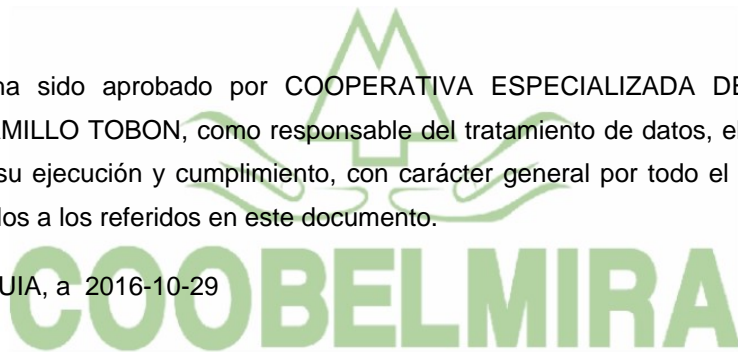 na sido aprobado por COOPERATIVA ESPECIALIZADA DE
MILLO TOBON, como responsable del tratamiento de datos, el
su ejecución y cumplimiento, con carácter general por todo el
dos a los referidos en este documento.
UIA, a 2016-10-29
COOBELMIRA